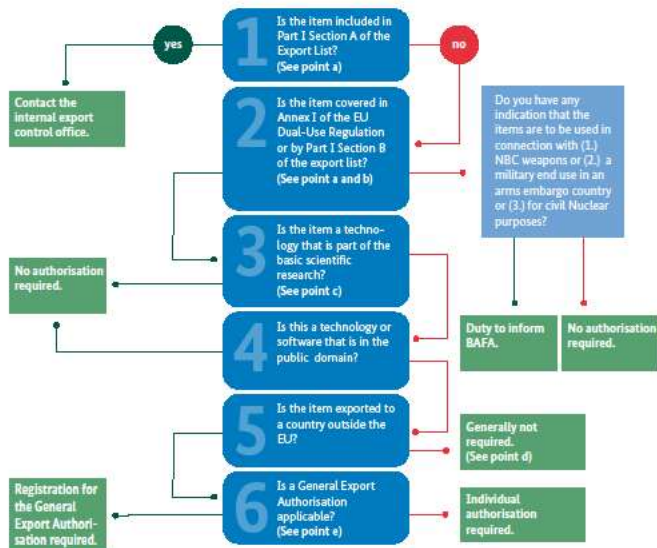 yes
no
1
Is the item included in
Part I Section A of the
Export List?
(See point a)
Contact the
internal export
control office.
2
Is the item covered in
Annex I of the EU
Dual-Use Regulation
or by Part I Section B
of the export list?
(See point a and b)
Do you have any
indication that the
items are to be used in
connection with (1.)
NBC weapons or (2.) a
military end use in an
arms embargo country
or (3.) for civil Nuclear
purposes?
3
Is the item a techno-
logy that is part of the
basic scientific
research?
(See point c)
No authorisation
required.
4
Is this a technology or
software that is in the
public domain?
Duty to inform
BAFA.
No authorisation
required.
5
Is the item exported to
a country outside the
EU?
Generally not
required.
(See point d)
6
Is a General Export
Authorisation
applicable?
(See point e)
Registration for
the General
Export Authori-
sation required.
Individual
authorisation
required.